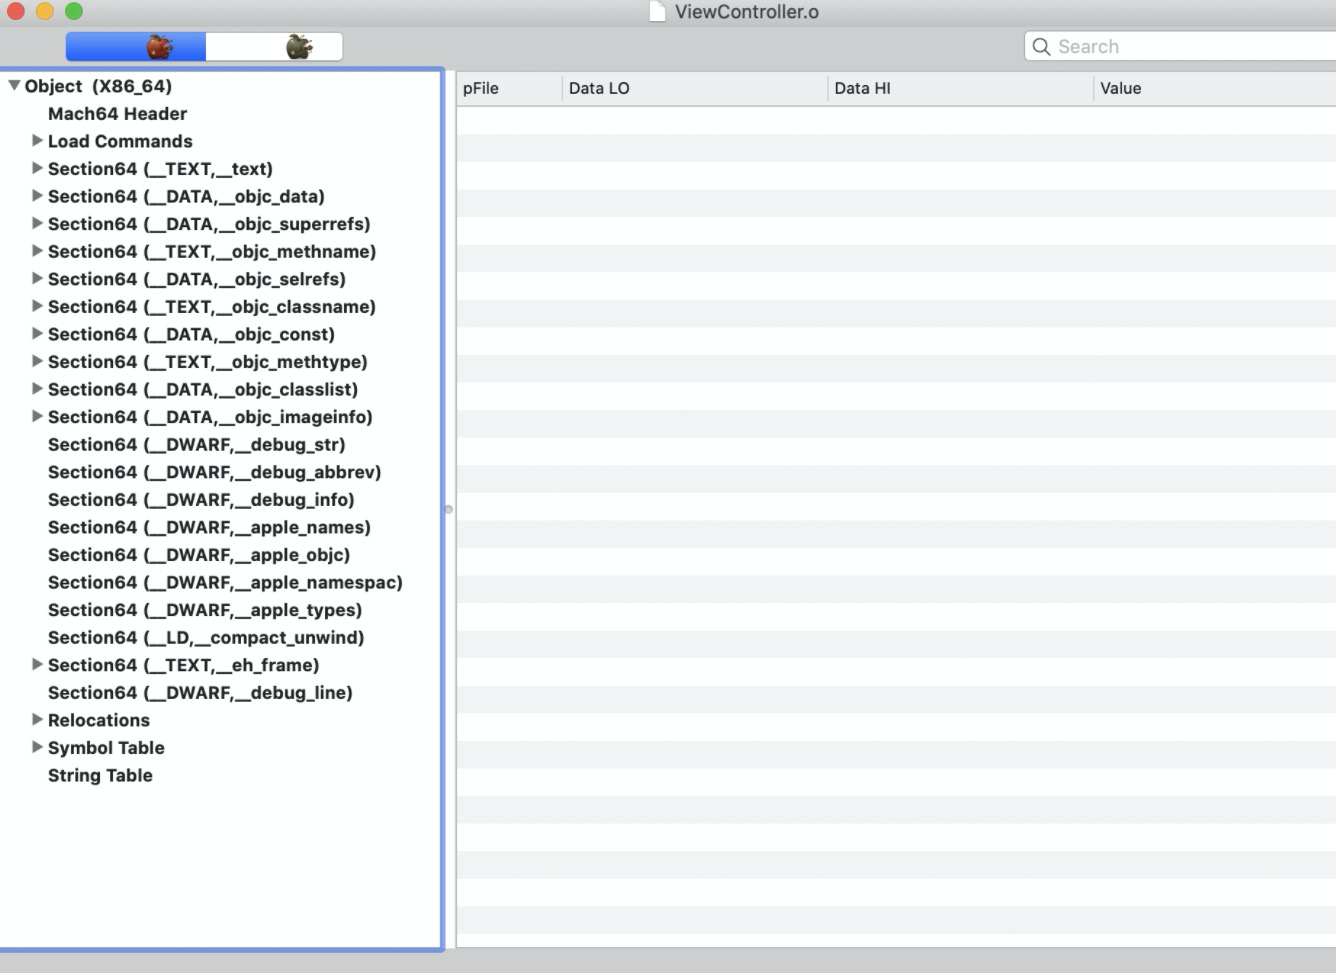 ViewController.o
Search
Object (X86_64)
Mach64 Header
Load Commands
Section64 (__TEXT,__text)
Section64 (__DATA,__objc_data)
Section64 (__DATA,__objc_superrefs)
Section64 (__TEXT,__objc_methname)
Section64 (__DATA,__objc_selrefs)
Section64 (__TEXT,__objc_classname)
Section64 (__DATA,__objc_const)
Section64 (__TEXT,__objc_methtype)
Section64 (__DATA,__objc_classlist)
Section64 (__DATA,__objc_imageinfo)
Section64 (__DWARF,__debug_str)
Section64 (__DWARF,__debug_abbrev)
Section64 (__DWARF,__debug_info)
Section64 (__DWARF,__apple_names)
Section64 (__DWARF,__apple_objc)
Section64 (__DWARF,__apple_namespac)
Section64 (__DWARF,__apple_types)
Section64 (__LD,__compact_unwind)
Section64 (__TEXT,__eh_frame)
Section64 (__DWARF,__debug_line)
Relocations
Symbol Table
String Table
pFile Data LO Data HI Value